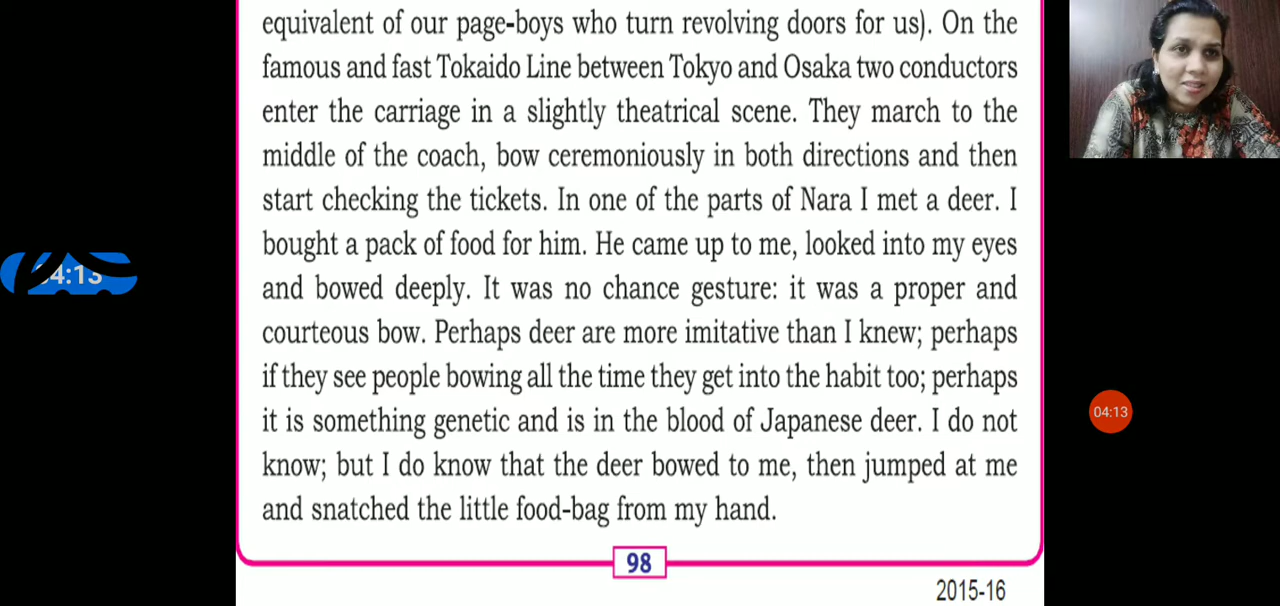 equivalent of our page-boys who turn revolving doors for us). On the
famous and fast Tokaido Line between Tokyo and Osaka two conductors
enter the carriage in a slightly theatrical scene. They march to the
middle of the coach, bow ceremoniously in both directions and then
start checking the tickets. In one of the parts of Nara I met a deer. I
bought a pack of food for him. He came up to me, looked into my eyes
and bowed deeply. It was no chance gesture: it was a proper and
courteous bow. Perhaps deer are more imitative than I knew; perhaps
if they see people bowing all the time they get into the habit too; perhaps
it is something genetic and is in the blood of Japanese deer. I do not
know; but I do know that the deer bowed to me, then jumped at me
and snatched the little food-bag from my hand.
98
2015-16
04:13
04:13